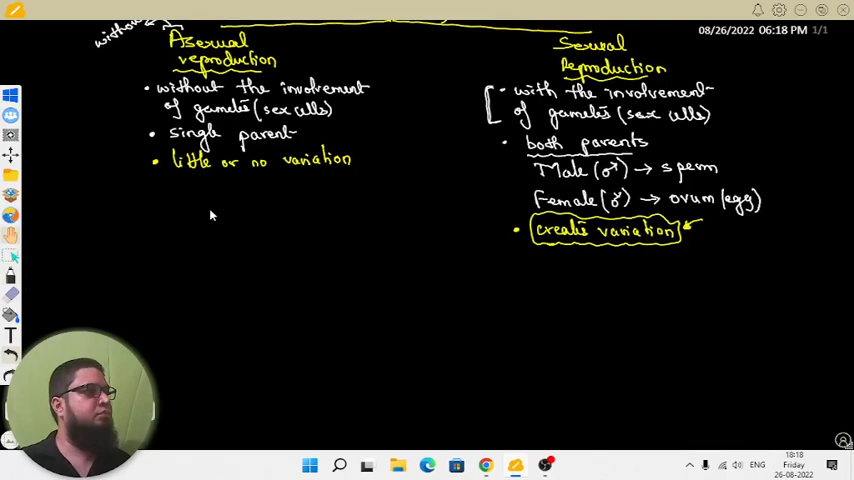 08/26/2022 06:18 PM 1/1
without
Asexual
reproduction
• without the involvement
of gametes (sex cells)
• single parent
• little or no variation
Sexual
Reproduction
• with the involvement
of gametes (sex cells)
• both parents
Male (♂) → sperm
Female (♀) → ovum (egg)
• creates variation
T
ENG
18:18
Friday
26-08-2022